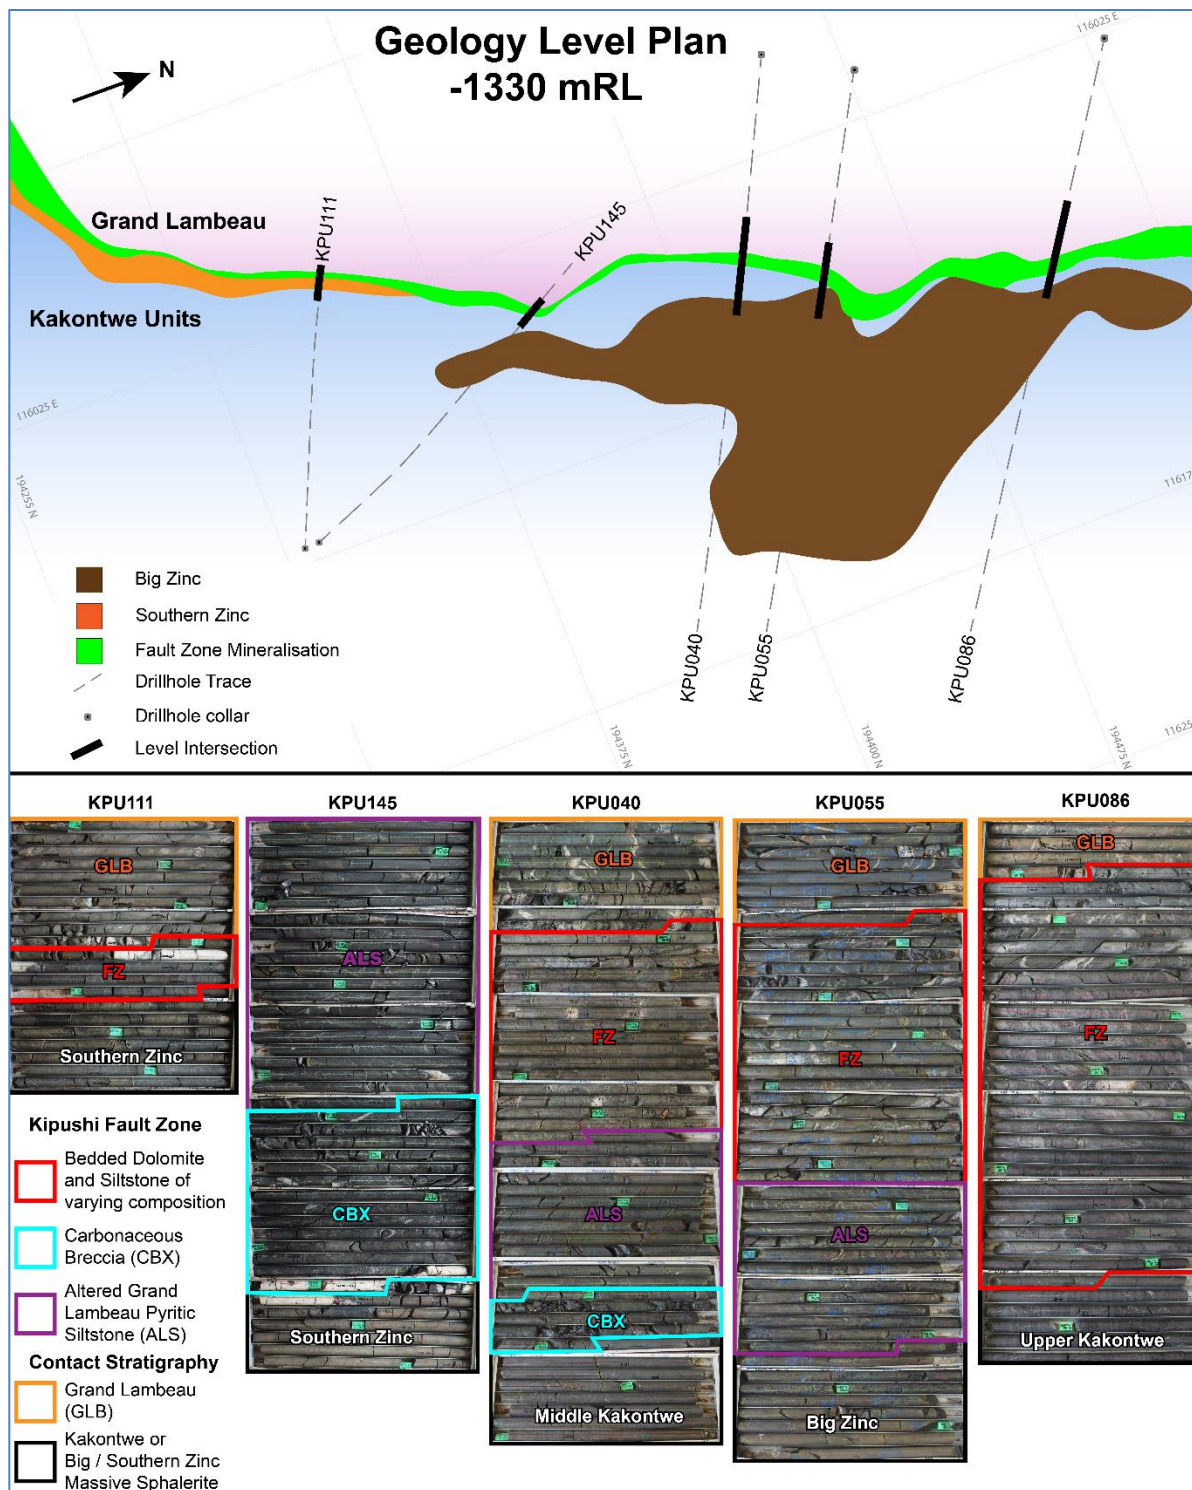 Geology Level Plan
-1330 mRL
N
116025 E
Grand Lambeau
KPU111
KPU145
Kakontwe Units
116025 E
194255 N
Big Zinc
Southern Zinc
Fault Zone Mineralisation
Drillhole Trace
Drillhole collar
Level Intersection
KPU040
KPU055
KPU086
194375 N
194400 N
194475 N
11617
11625
KPU111
KPU145
KPU040
KPU055
KPU086
GLB
FZ
Southern Zinc
ALS
CBX
Southern Zinc
GLB
FZ
ALS
CBX
Middle Kakontwe
GLB
FZ
ALS
Big Zinc
GLB
FZ
Upper Kakontwe
Kipushi Fault Zone
Bedded Dolomite
and Siltstone of
varying composition
Carbonaceous
Breccia (CBX)
Altered Grand
Lambeau Pyritic
Siltstone (ALS)
Contact Stratigraphy
Grand Lambeau
(GLB)
Kakontwe or
Big / Southern Zinc
Massive Sphalerite